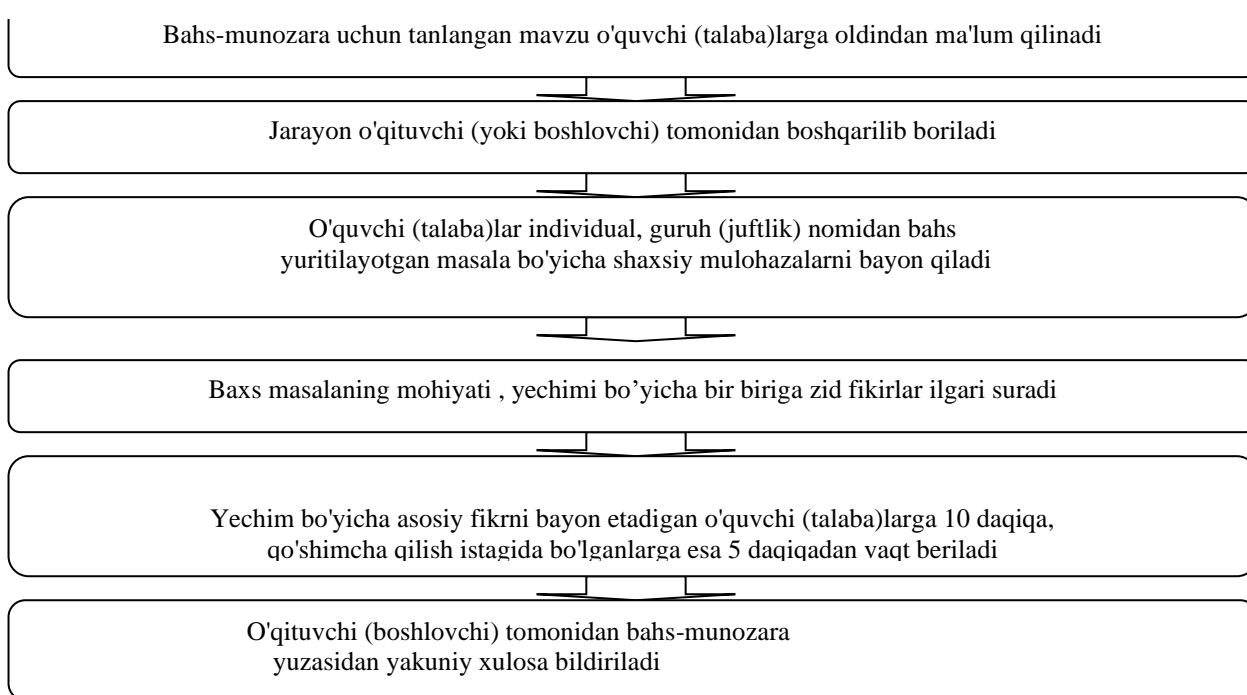 Bahs-munozara uchun tanlangan mavzu o'quvchi (talaba)larga oldindan ma'lum qilinadi
Jarayon o'qituvchi (yoki boshlovchi) tomonidan boshqarilib boriladi
O'quvchi (talaba)lar individual, guruh (juftlik) nomidan bahs
yuritilayotgan masala bo'yicha shaxsiy mulohazalarni bayon qiladi
Baxs masalaning mohiyati , yechimi bo’yicha bir biriga zid fikirlar ilgari suradi
Yechim bo'yicha asosiy fikrni bayon etadigan o'quvchi (talaba)larga 10 daqiqa,
qo'shimcha qilish istagida bo'lganlarga esa 5 daqiqadan vaqt beriladi
O'qituvchi (boshlovchi) tomonidan bahs-munozara
yuzasidan yakuniy xulosa bildiriladi